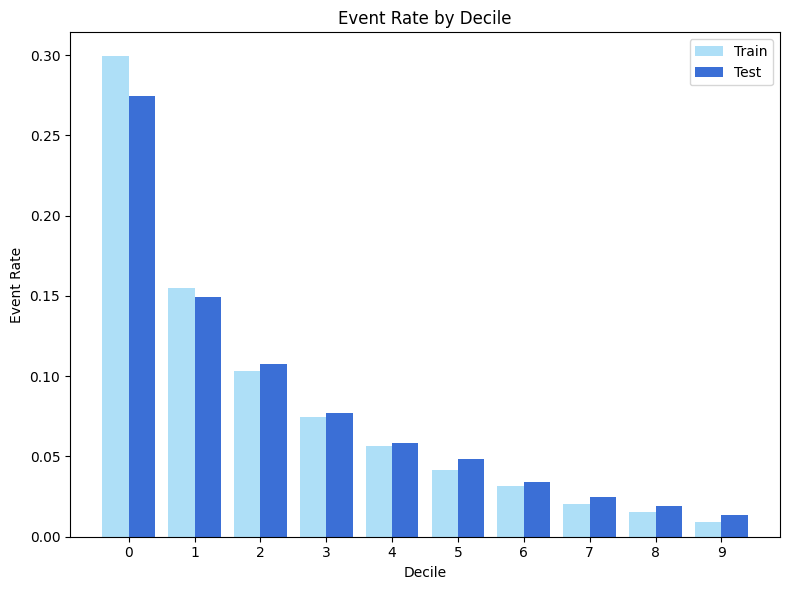 Event Rate by Decile
Train
Test
Event Rate
0.30
0.25
0.20
0.15
0.10
0.05
0.00
0 1 2 3 4 5 6 7 8 9
Decile